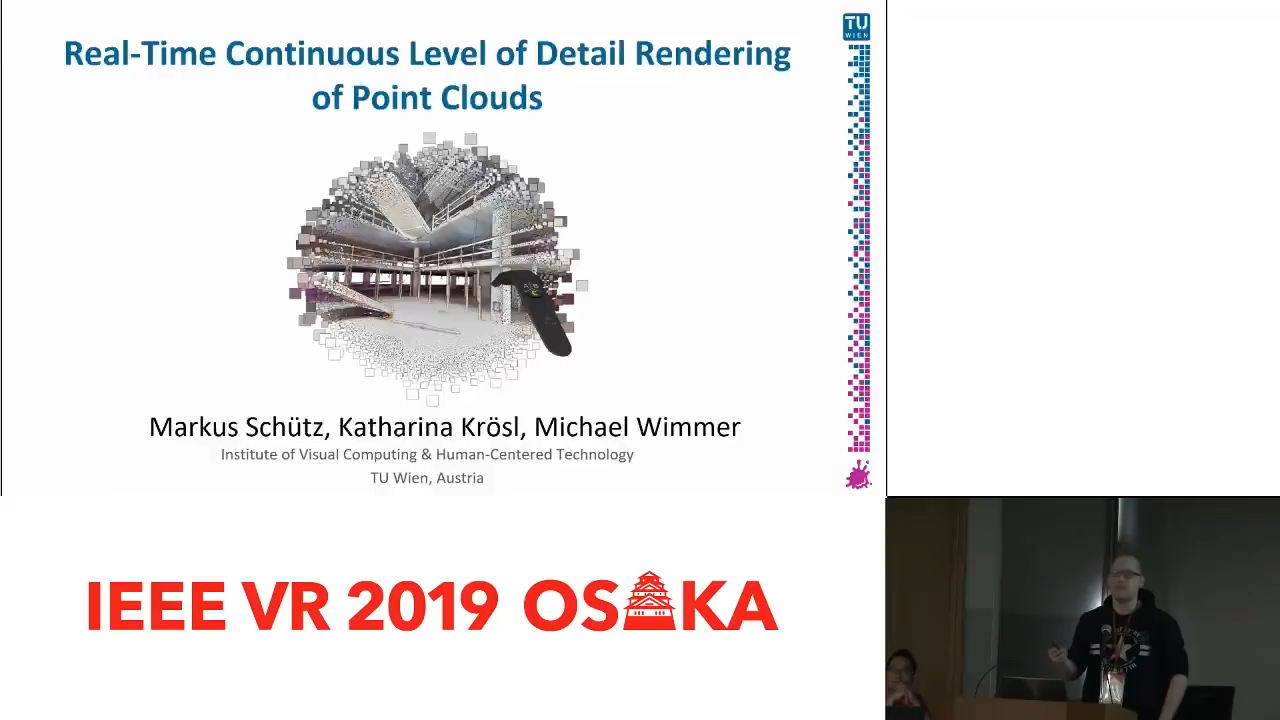 Real-Time Continuous Level of Detail Rendering
of Point Clouds
TU
WIEN
Markus Schütz, Katharina Krösl, Michael Wimmer
Institute of Visual Computing & Human-Centered Technology
TU Wien, Austria
IEEE VR 2019 OSAKA